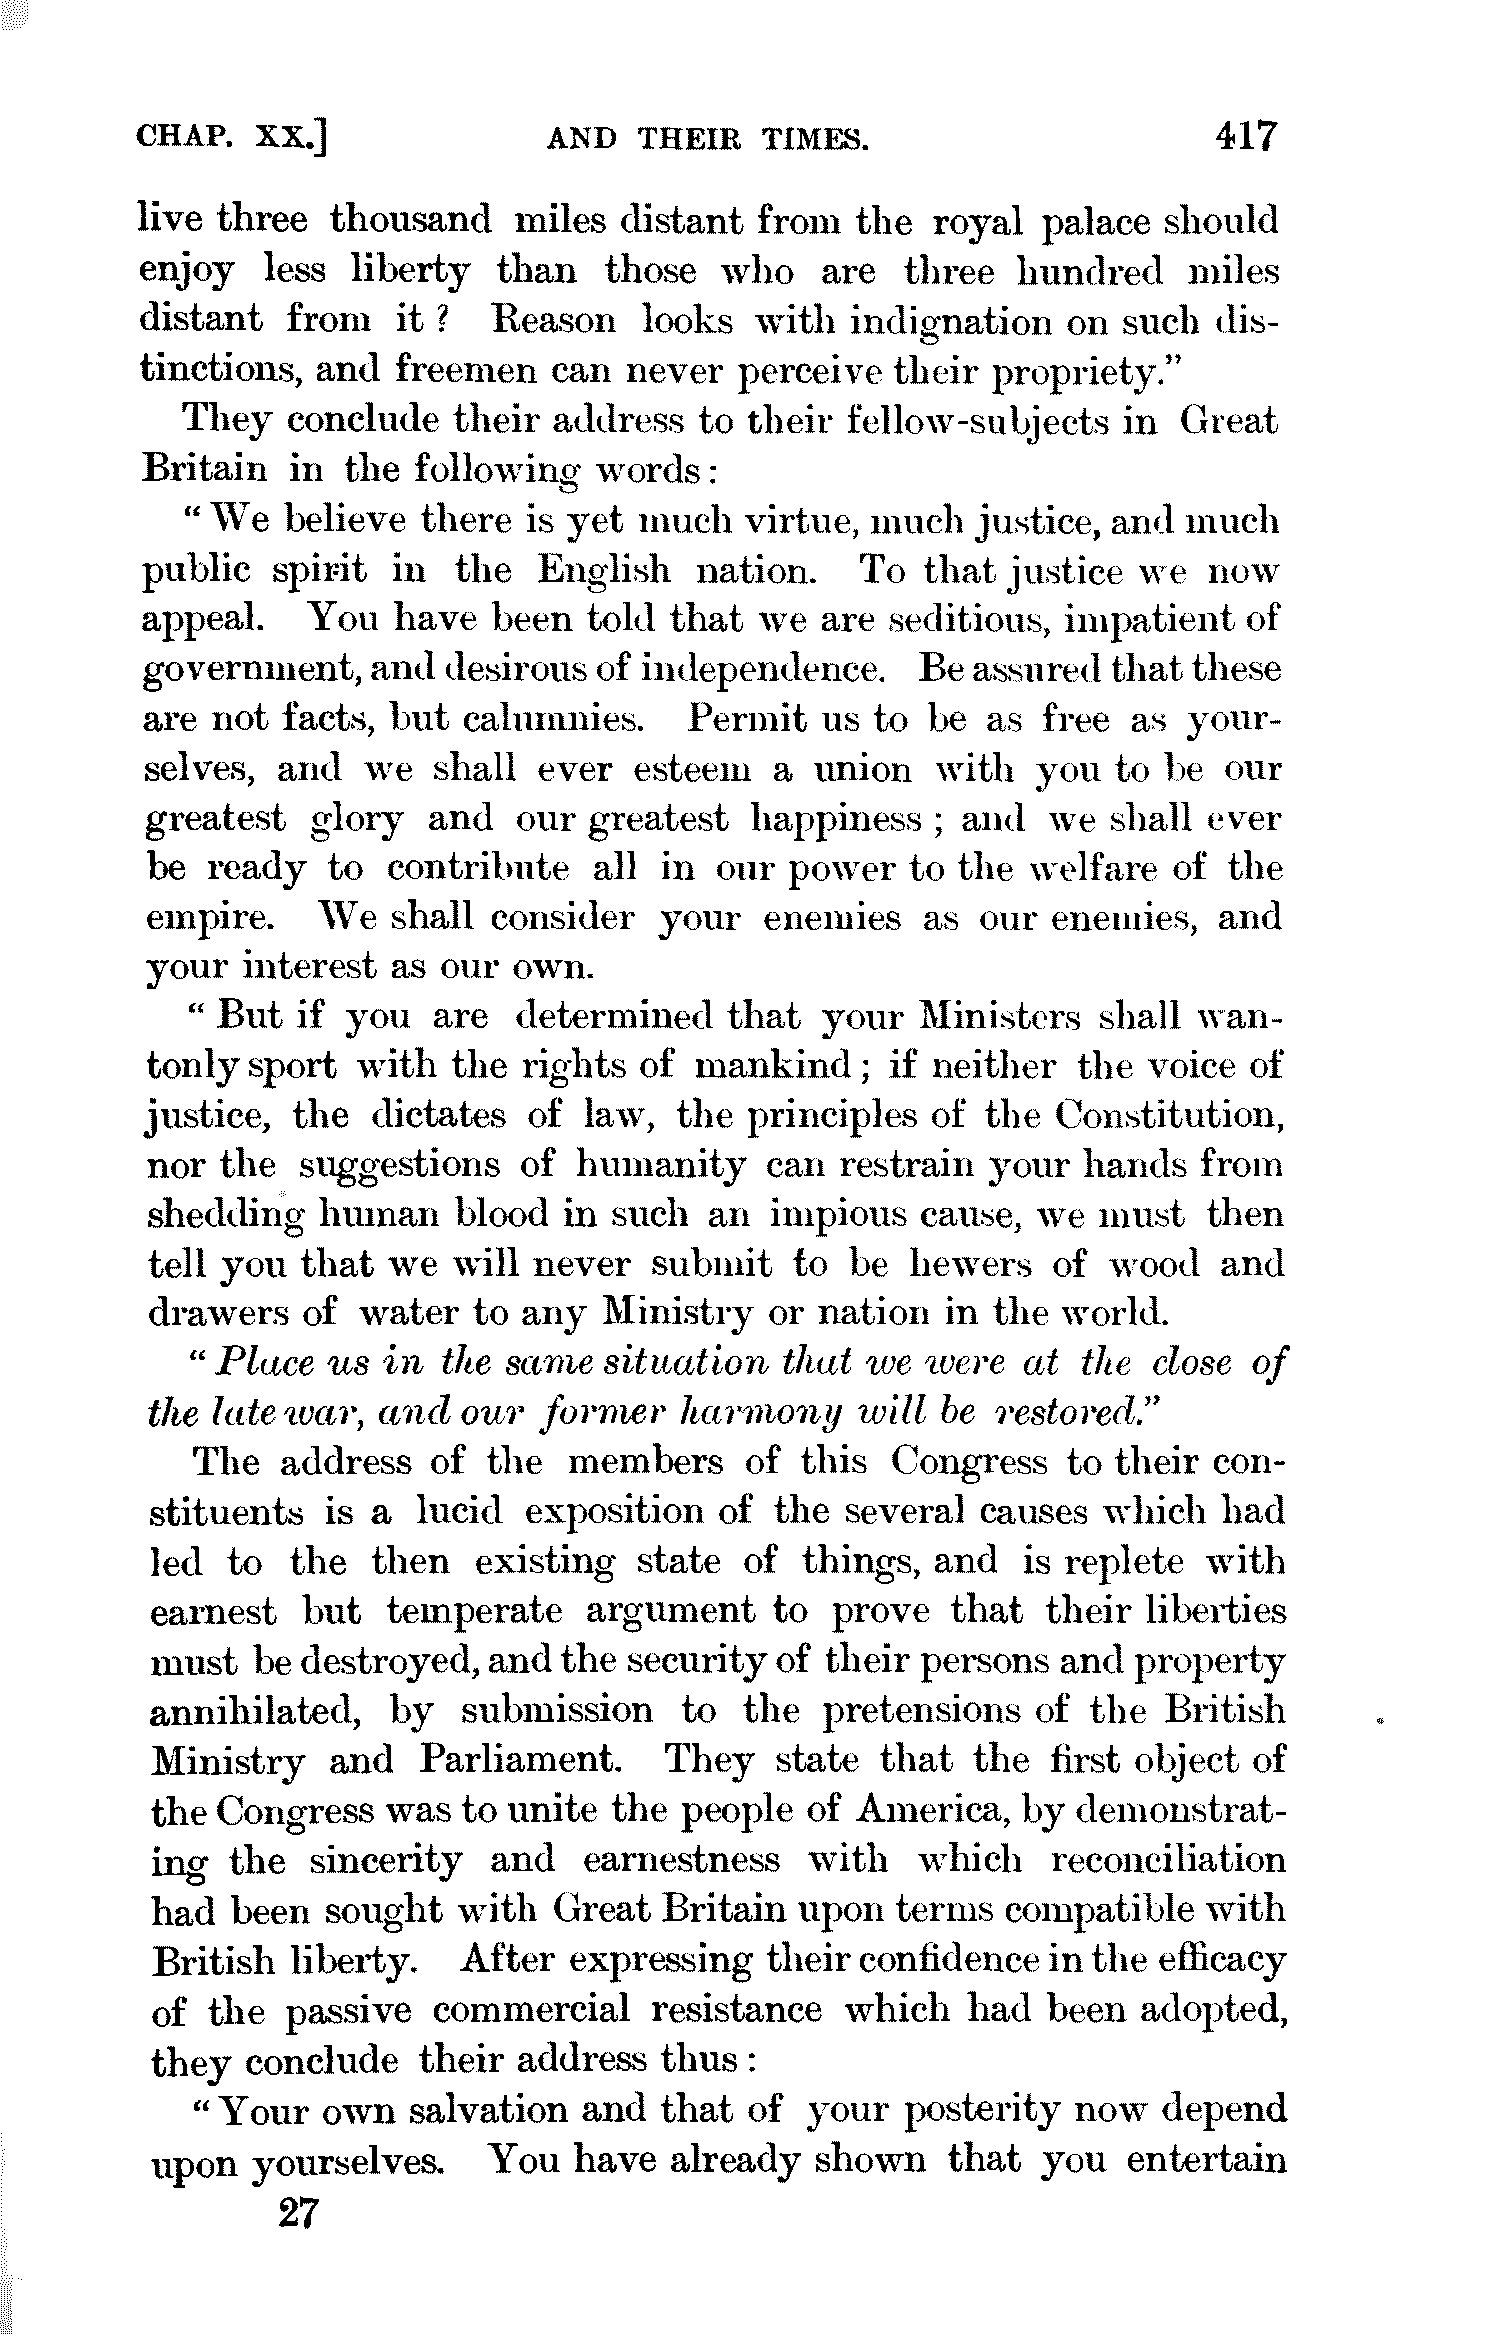 CHAP. XX.] AND THEIR TIMES. 417
live three thousand miles distant from the royal palace should
enjoy less liberty than those who are three hundred miles
distant from it? Reason looks with indignation on such dis-
tinctions, and freemen can never perceive their propriety."
They conclude their address to their fellow-subjects in Great
Britain in the following words:
"We believe there is yet much virtue, much justice, and much
public spirit in the English nation. To that justice we now
appeal. You have been told that we are seditious, impatient of
government, and desirous of independence. Be assured that these
are not facts, but calumnies. Permit us to be as free as your-
selves, and we shall ever esteem a union with you to be our
greatest glory and our greatest happiness; and we shall ever
be ready to contribute all in our power to the welfare of the
empire. We shall consider your enemies as our enemies, and
your interest as our own.
"But if you are determined that your Ministers shall wan-
tonly sport with the rights of mankind; if neither the voice of
justice, the dictates of law, the principles of the Constitution,
nor the suggestions of humanity can restrain your hands from
shedding human blood in such an impious cause, we must then
tell you that we will never submit to be hewers of wood and
drawers of water to any Ministry or nation in the world.
"Place us in the same situation that we were at the close of
the late war, and our former harmony will be restored."
The address of the members of this Congress to their con-
stituents is a lucid exposition of the several causes which had
led to the then existing state of things, and is replete with
earnest but temperate argument to prove that their liberties
must be destroyed, and the security of their persons and property
annihilated, by submission to the pretensions of the British
Ministry and Parliament. They state that the first object of
the Congress was to unite the people of America, by demonstrat-
ing the sincerity and earnestness with which reconciliation
had been sought with Great Britain upon terms compatible with
British liberty. After expressing their confidence in the efficacy
of the passive commercial resistance which had been adopted,
they conclude their address thus:
"Your own salvation and that of your posterity now depend
upon yourselves. You have already shown that you entertain
27